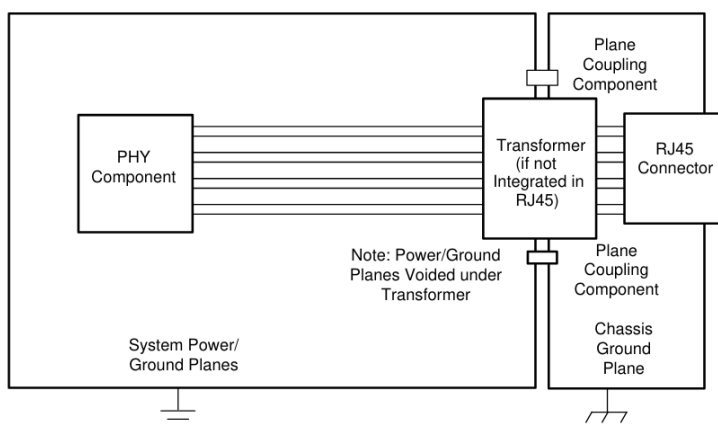 Plane
Coupling
Component
PHY
Component
Transformer
(if not
Integrated in
RJ45)
RJ45
Connector
Note: Power/Ground
Planes Voided under
Transformer
Plane
Coupling
Component
System Power/
Ground Planes
Chassis
Ground
Plane